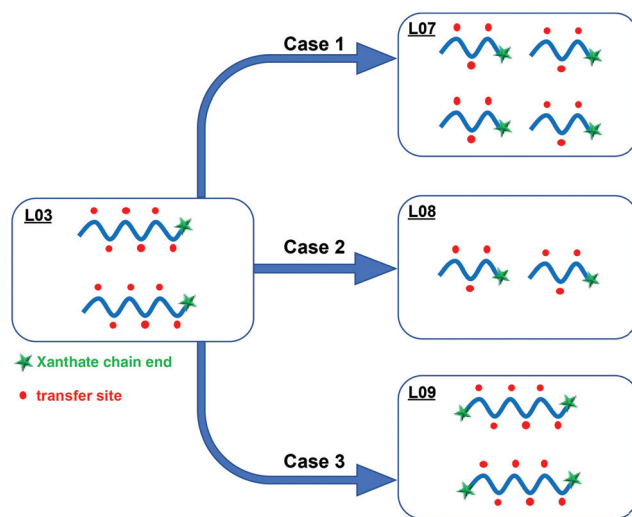 Case 1
L07
L03
Case 2
L08
Xanthate chain end
transfer site
Case 3
L09